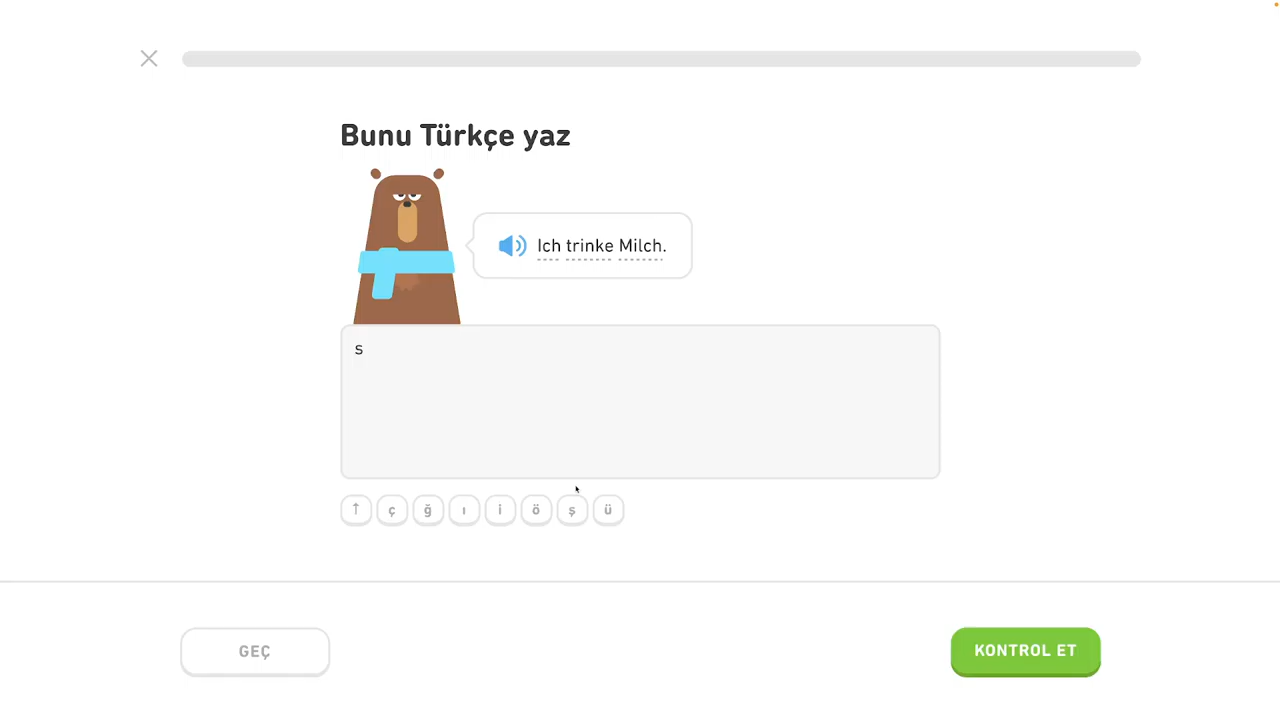 Bunu Türkçe yaz
Ich trinke Milch.
s
↑ ç ğ ı i ö ş ü
GEÇ
KONTROL ET